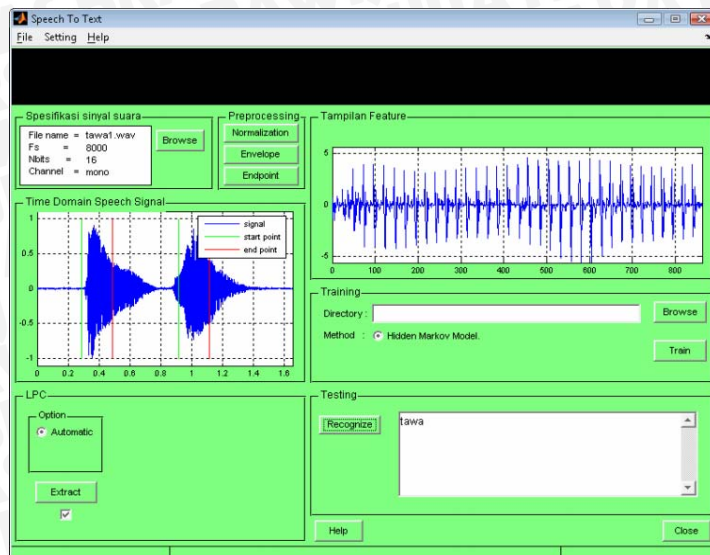 Speech To Text
File Setting Help
Spesifikasi sinyal suara
File name = tawa1.wav
Fs = 8000
Nbits = 16
Channel = mono
Browse
Preprocessing
Normalization
Envelope
Endpoint
Tampilan Feature
5
0
-5
0 100 200 300 400 500 600 700 800
Time Domain Speech Signal
signal
start point
end point
1
0.5
0
-0.5
-1
0 0.2 0.4 0.6 0.8 1 1.2 1.4 1.6
Training
Directory :
Browse
Method : Hidden Markov Model.
Train
LPC
Option
Automatic
Extract
Testing
Recognize
tawa
Help
Close